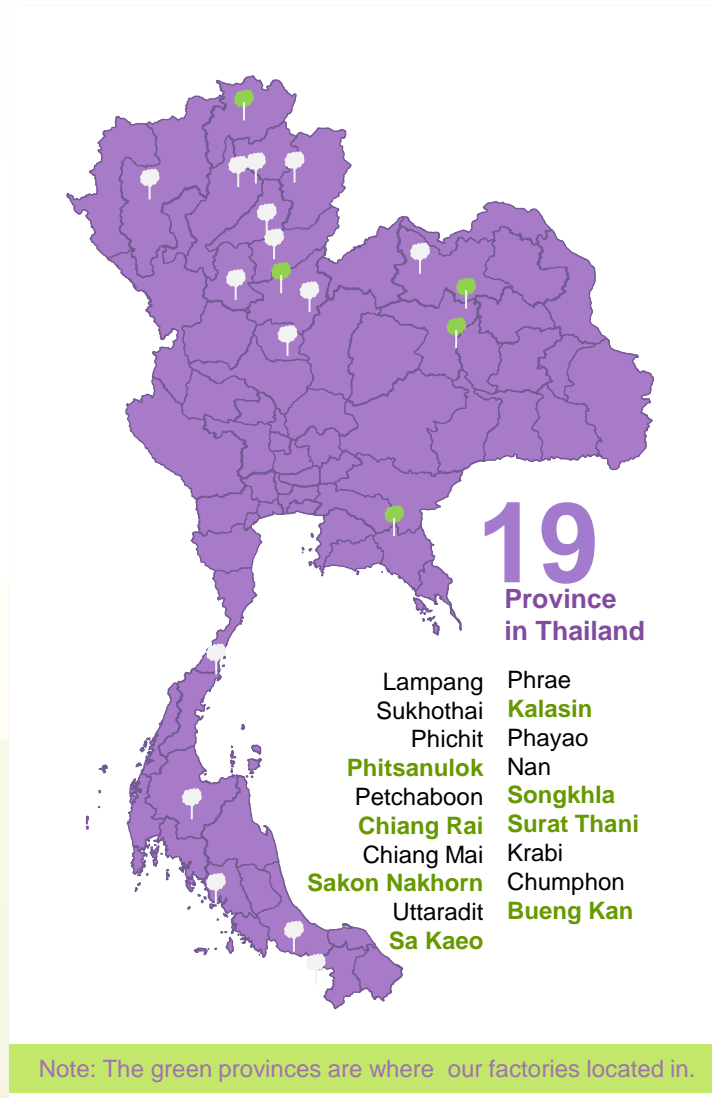 19
Province
in Thailand
Lampang
Sukhothai
Phichit
Phitsanulok
Petchaboon
Chiang Rai
Chiang Mai
Sakon Nakhorn
Uttaradit
Sa Kaeo
Phrae
Kalasin
Phayao
Nan
Songkhla
Surat Thani
Krabi
Chumphon
Bueng Kan
Note: The green provinces are where  our factories located in.